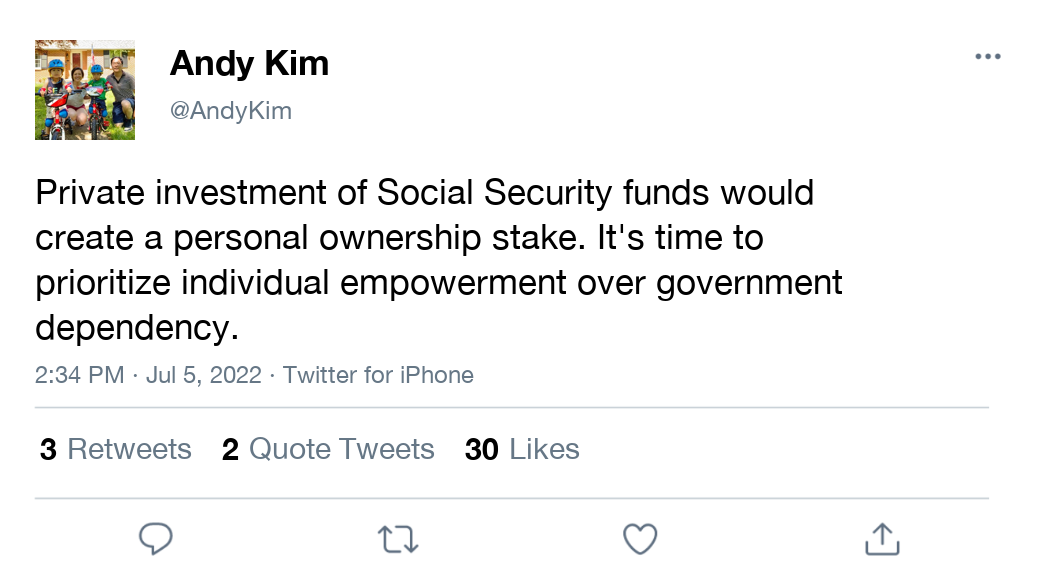 Andy Kim
@AndyKim
Private investment of Social Security funds would
create a personal ownership stake. It's time to
prioritize individual empowerment over government
dependency.
2:34 PM · Jul 5, 2022 · Twitter for iPhone
3 Retweets 2 Quote Tweets 30 Likes